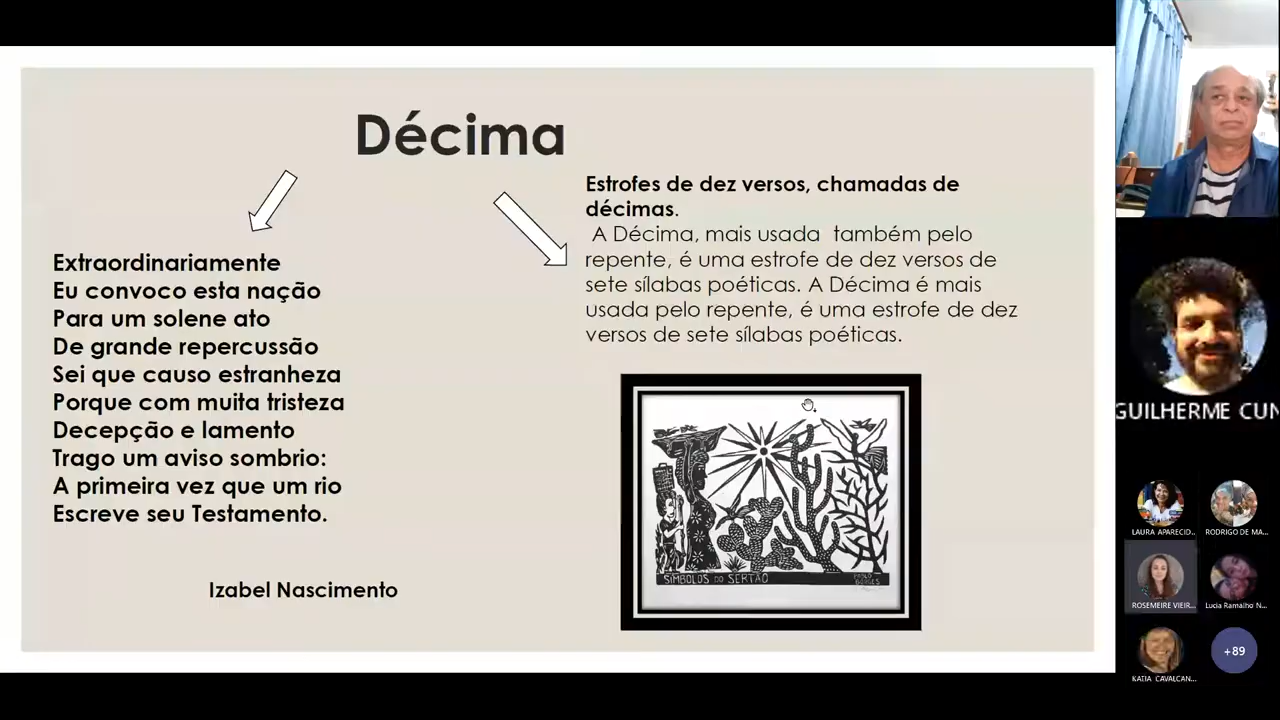 Décima
Extraordinariamente
Eu convoco esta nação
Para um solene ato
De grande repercussão
Sei que causo estranheza
Porque com muita tristeza
Decepção e lamento
Trago um aviso sombrio:
A primeira vez que um rio
Escreve seu Testamento.
Izabel Nascimento
Estrofes de dez versos, chamadas de
décimas.
A Décima, mais usada também pelo
repente, é uma estrofe de dez versos de
sete sílabas poéticas. A Décima é mais
usada pelo repente, é uma estrofe de dez
versos de sete sílabas poéticas.
SÍMBOLOS DO SERTÃO
PABLO
BORGES
GUILHERME CUN
LAURA APARECID...
RODRIGO DE MA...
ROSEMEIRE VIEIR...
Lucia Ramalho N...
KATIA CAVALCAN...
+89